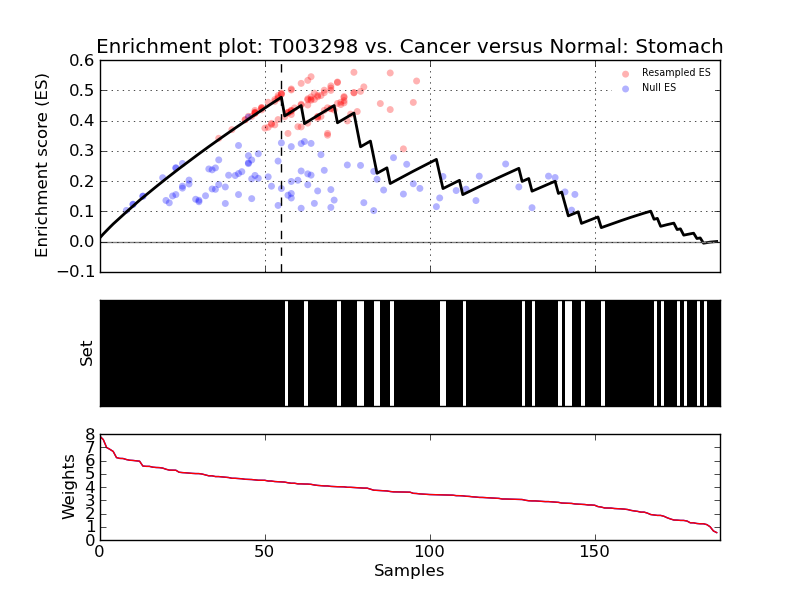 Enrichment plot: T003298 vs. Cancer versus Normal: Stomach
0.6
0.5
0.4
0.3
0.2
0.1
0.0
−0.1
Enrichment score (ES)
Resampled ES
Null ES
Set
8
7
6
5
4
3
2
1
0
Weights
0 50 100 150
Samples